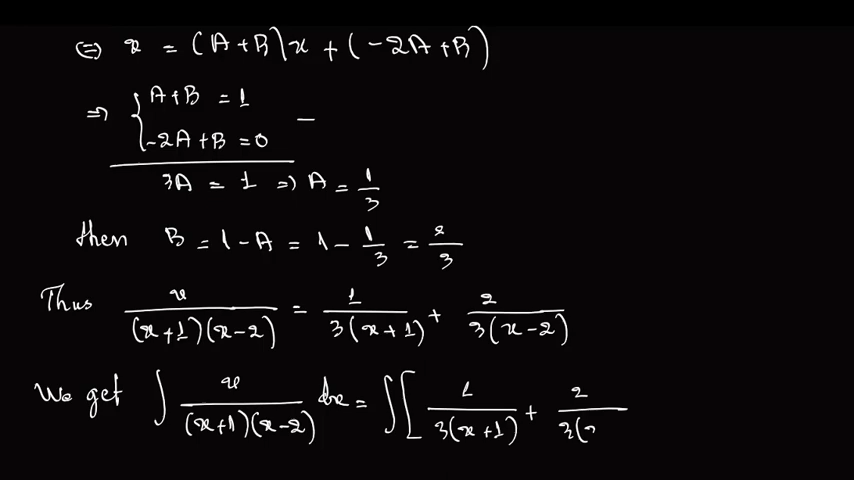 ⇔ x = (A+B)x + (-2A+B)
⇒ { A+B = 1
-2A+B = 0 —
3A = 1 ⇒ A = 1/3
then B = 1-A = 1 - 1/3 = 2/3
Thus x/((x+1)(x-2)) = 1/(3(x+1)) + 2/(3(x-2))
We get ∫ x/((x+1)(x-2)) dx = ∫[ 1/(3(x+1)) + 2/(3(